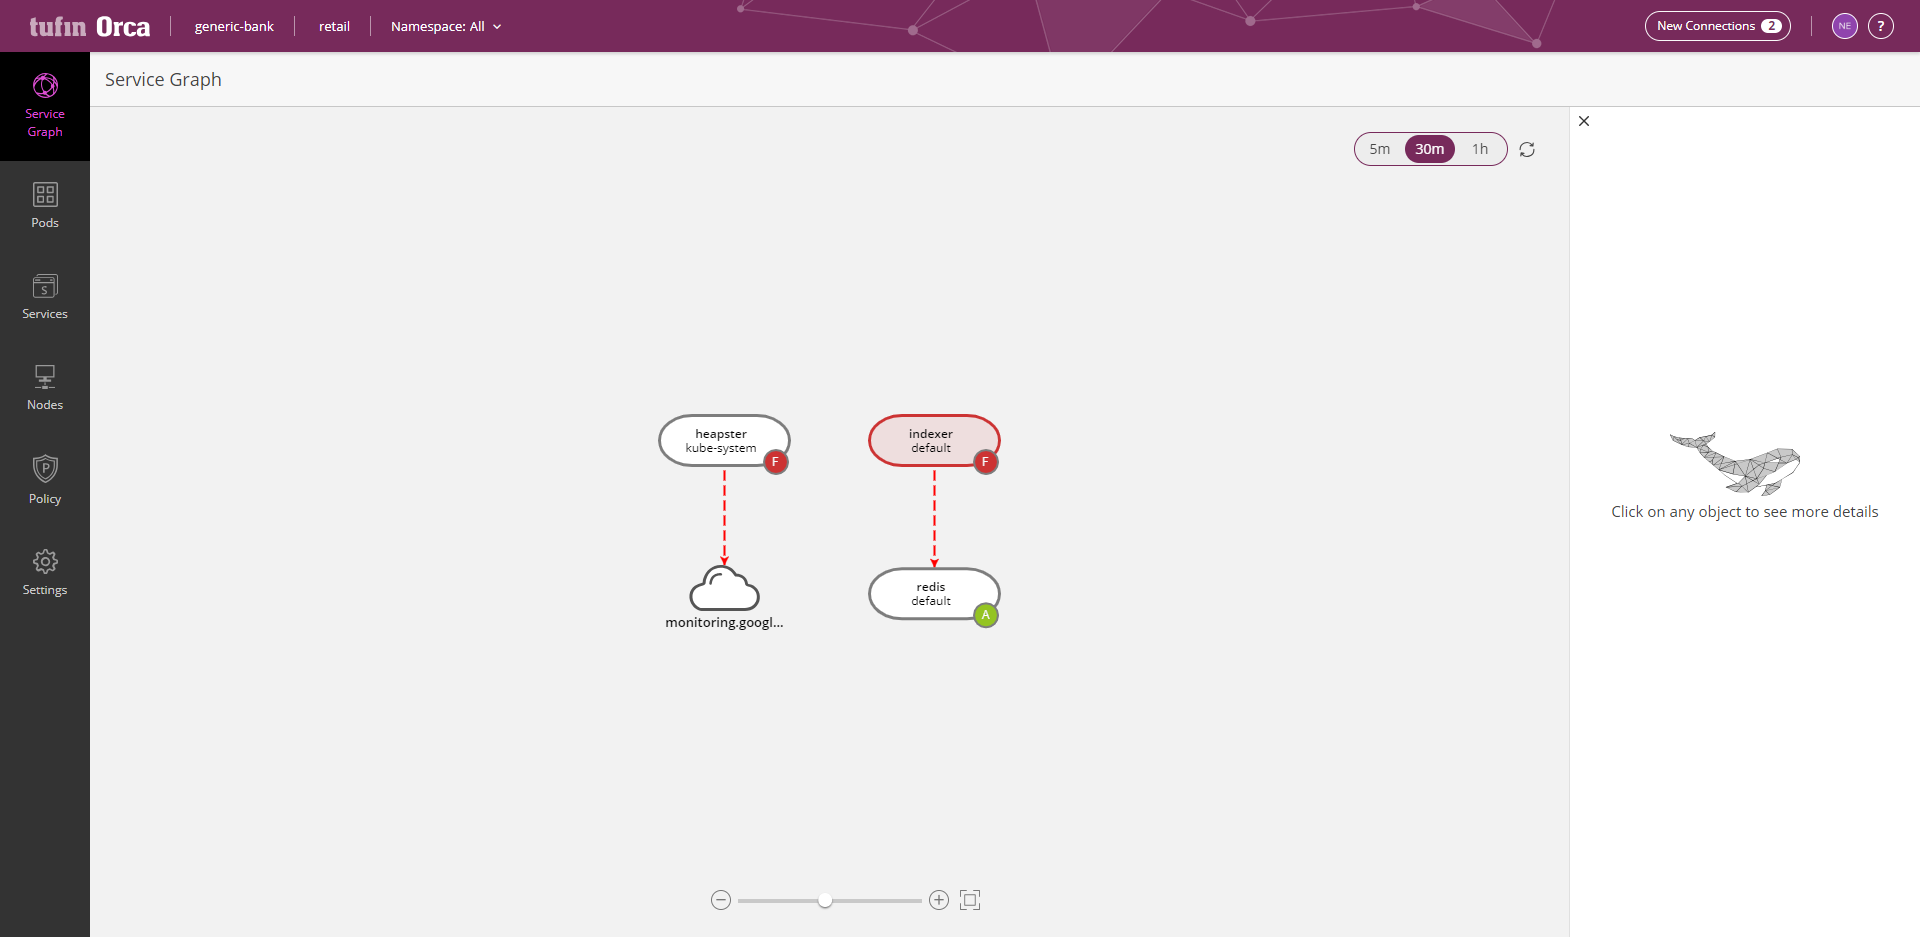 tufin Orca
generic-bank
retail
Namespace: All
New Connections 2
NE
?
Service Graph
Service
Graph
Pods
S
Services
Nodes
P
Policy
Settings
5m 30m 1h
heapster
kube-system
F
indexer
default
F
monitoring.googl...
redis
default
A
Click on any object to see more details